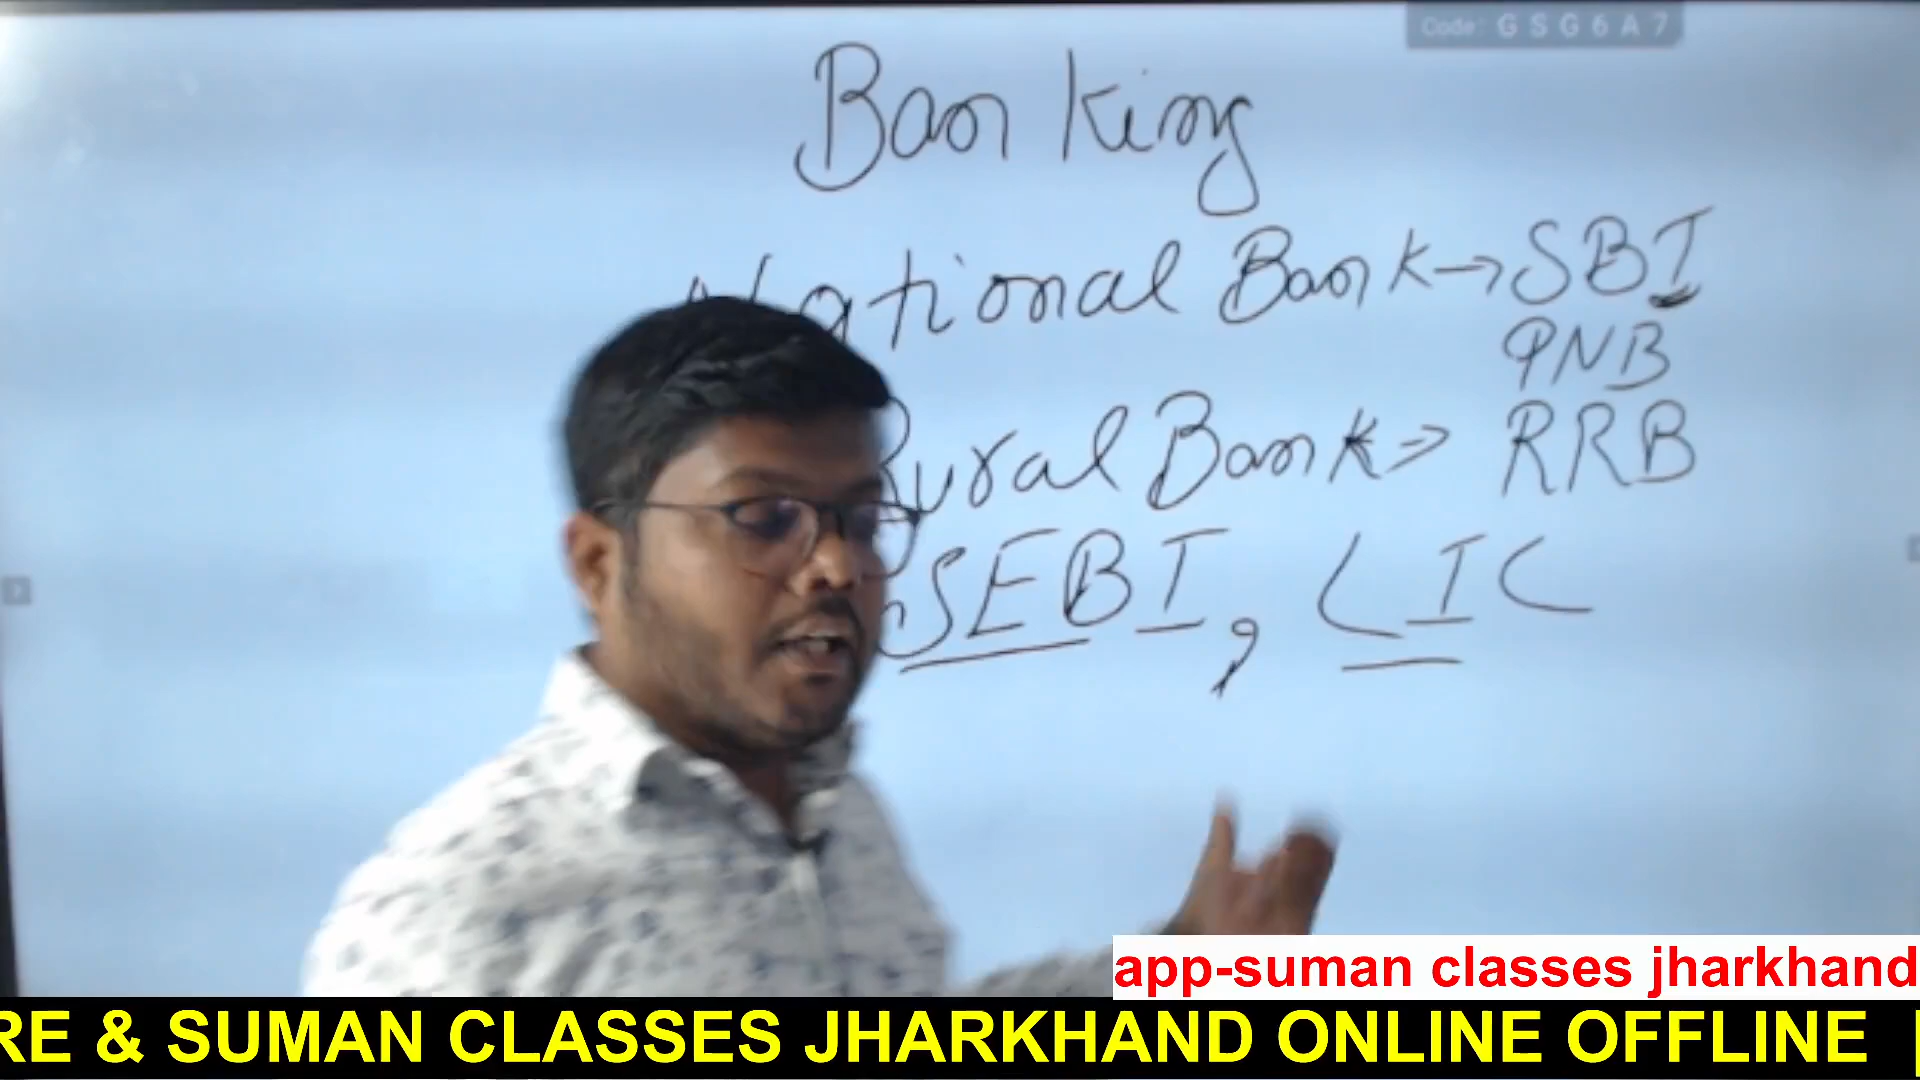 Code: GSG6A7
Banking
National Bank → SBI
PNB
Rural Bank → RRB
SEBI, LIC
app-suman classes jharkhand
RE & SUMAN CLASSES JHARKHAND ONLINE OFFLINE